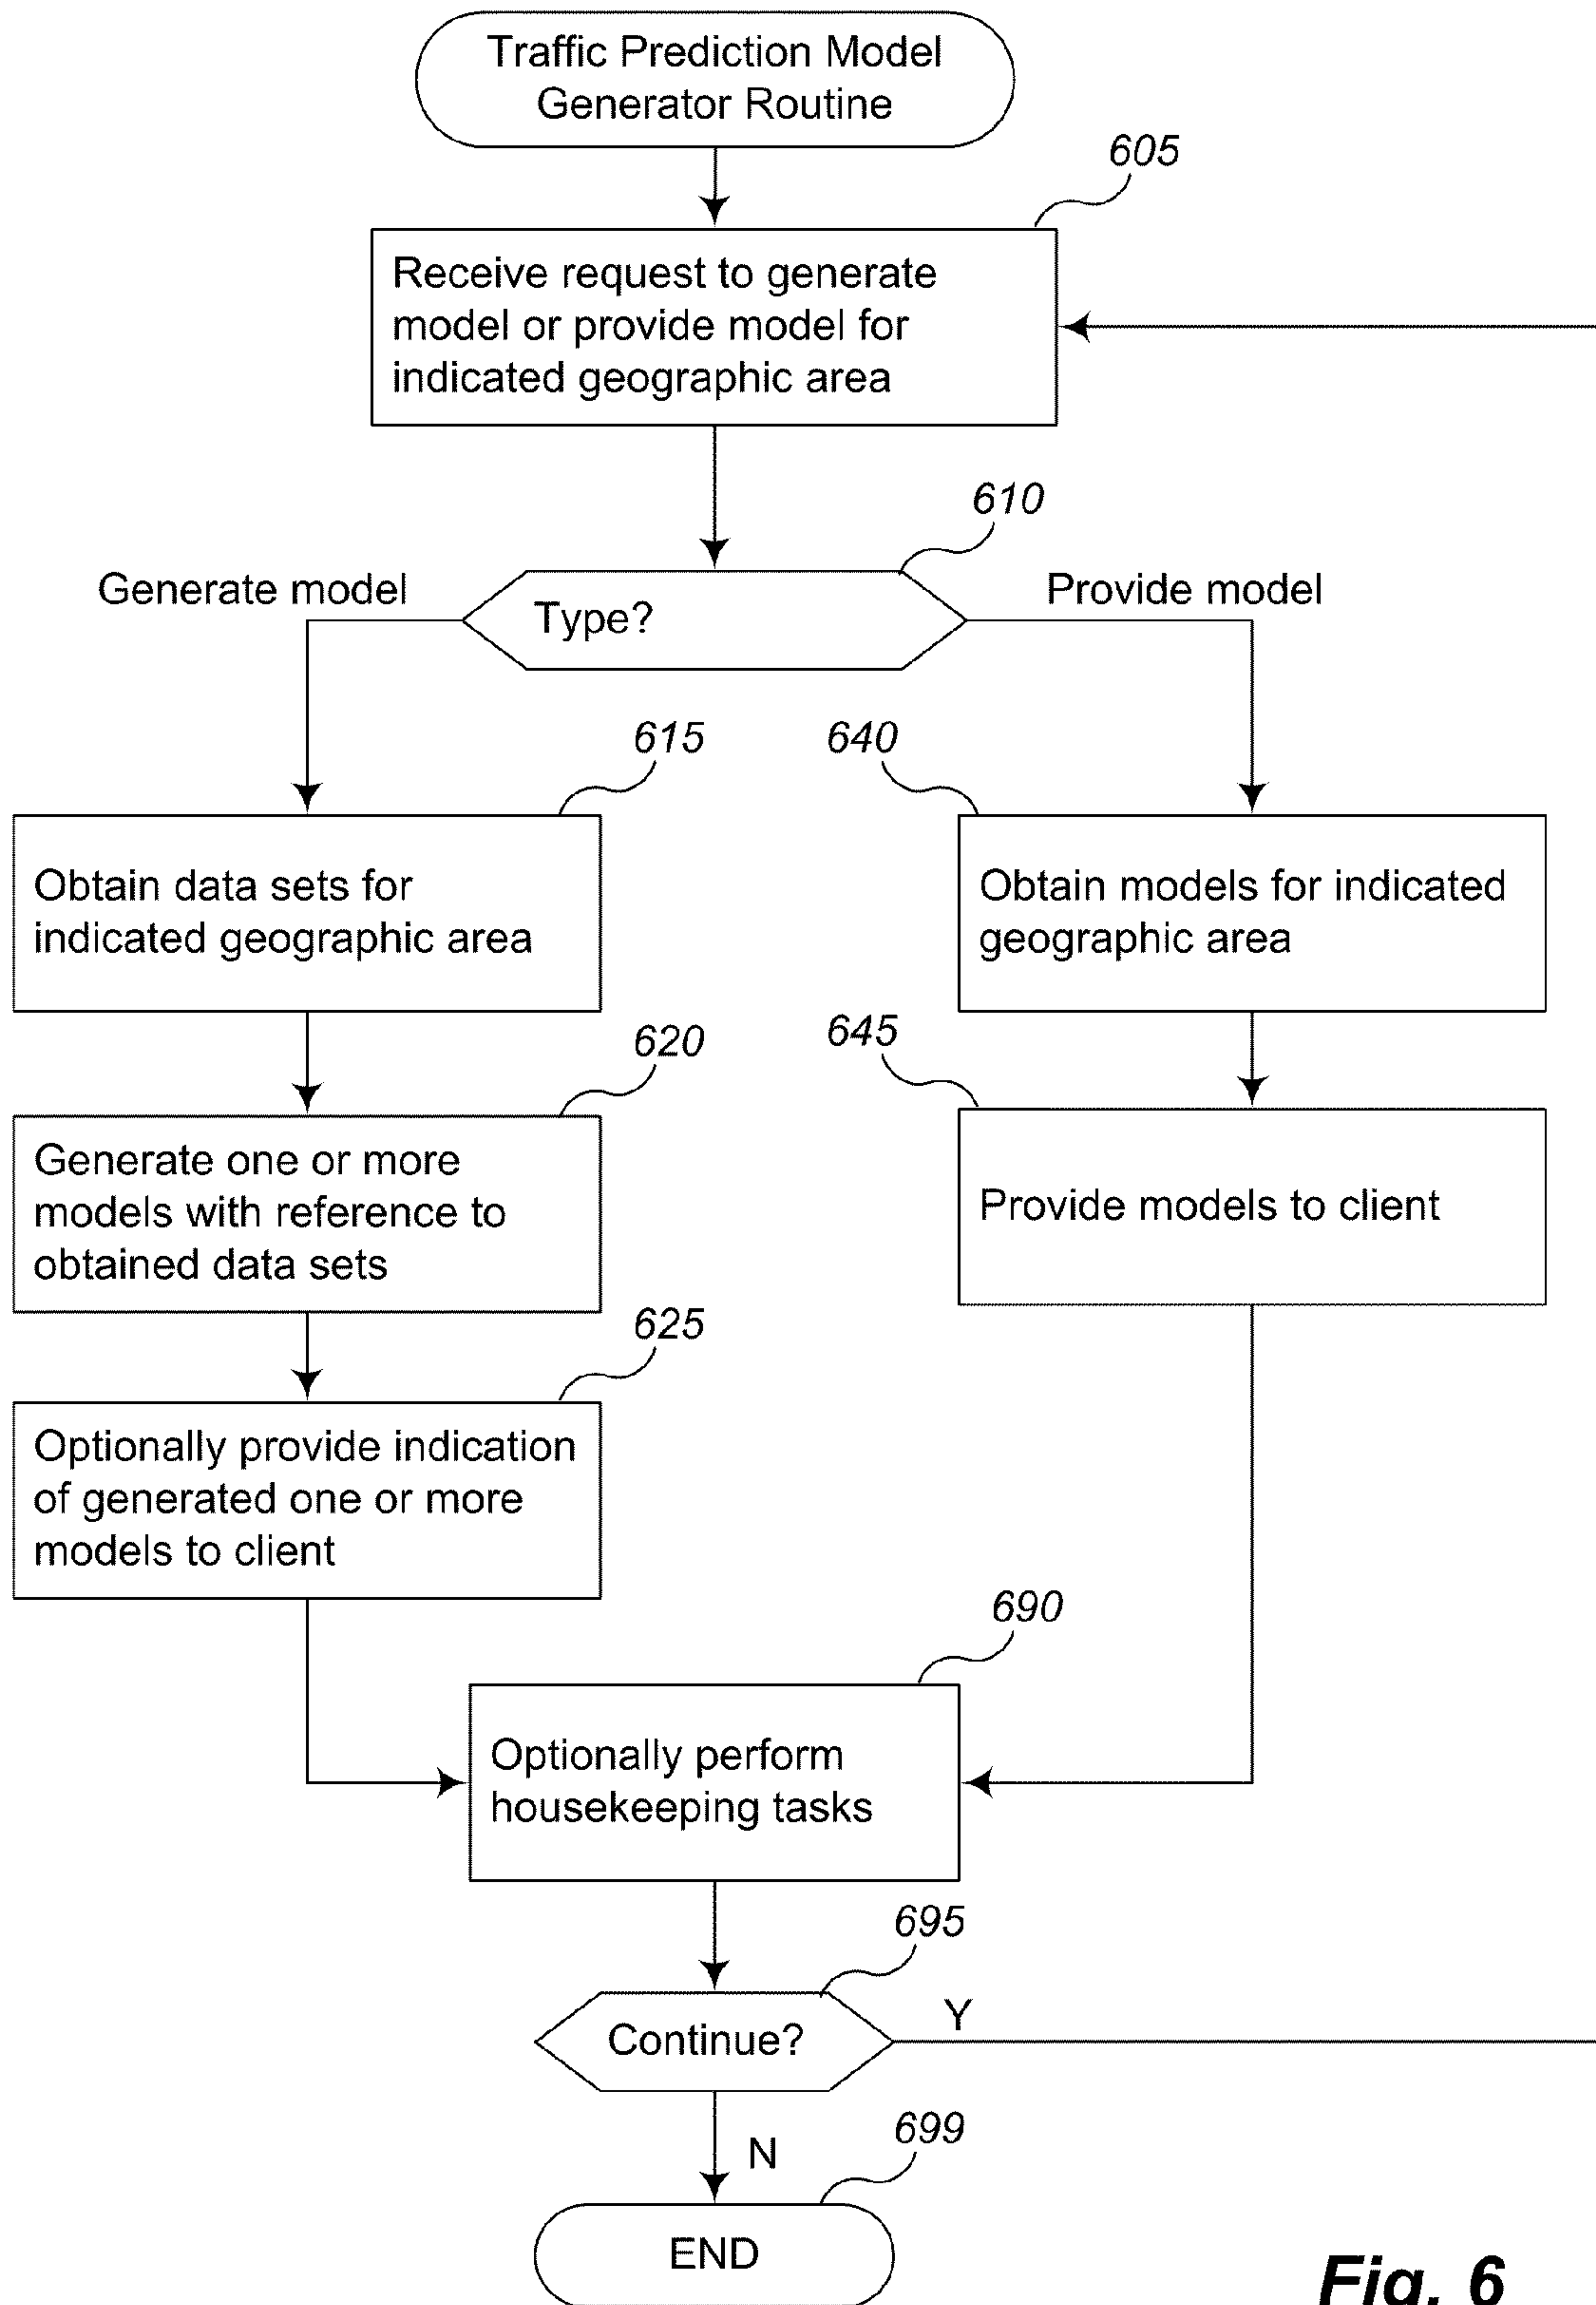 Traffic Prediction Model
Generator Routine
605
Receive request to generate
model or provide model for
indicated geographic area
610
Generate model
Type?
Provide model
615
640
Obtain data sets for
indicated geographic area
Obtain models for indicated
geographic area
620
645
Generate one or more
models with reference to
obtained data sets
Provide models to client
625
Optionally provide indication
of generated one or more
models to client
690
Optionally perform
housekeeping tasks
695
Continue?
Y
N
699
END
Fig. 6